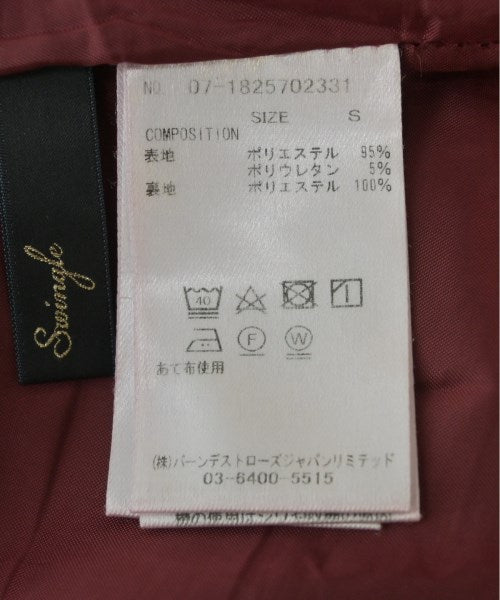 NO. 07-1825702331
SIZE S
COMPOSITION
表地 ポリエステル 95%
ポリウレタン 5%
裏地 ポリエステル 100%
40
F W
あて布使用
(株)バーンデストローズジャパンリミテッド
03-6400-5515
Swingle